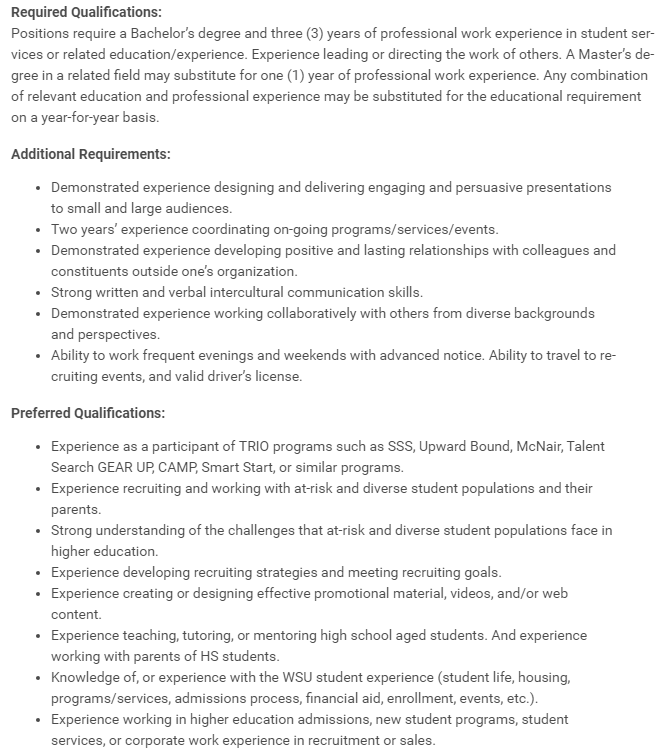 Required Qualifications:
Positions require a Bachelor's degree and three (3) years of professional work experience in student ser-
vices or related education/experience. Experience leading or directing the work of others. A Master's de-
gree in a related field may substitute for one (1) year of professional work experience. Any combination
of relevant education and professional experience may be substituted for the educational requirement
on a year-for-year basis.
Additional Requirements:
• Demonstrated experience designing and delivering engaging and persuasive presentations
to small and large audiences.
• Two years' experience coordinating on-going programs/services/events.
• Demonstrated experience developing positive and lasting relationships with colleagues and
constituents outside one's organization.
• Strong written and verbal intercultural communication skills.
• Demonstrated experience working collaboratively with others from diverse backgrounds
and perspectives.
• Ability to work frequent evenings and weekends with advanced notice. Ability to travel to re-
cruiting events, and valid driver's license.
Preferred Qualifications:
• Experience as a participant of TRIO programs such as SSS, Upward Bound, McNair, Talent
Search GEAR UP, CAMP, Smart Start, or similar programs.
• Experience recruiting and working with at-risk and diverse student populations and their
parents.
• Strong understanding of the challenges that at-risk and diverse student populations face in
higher education.
• Experience developing recruiting strategies and meeting recruiting goals.
• Experience creating or designing effective promotional material, videos, and/or web
content.
• Experience teaching, tutoring, or mentoring high school aged students. And experience
working with parents of HS students.
• Knowledge of, or experience with the WSU student experience (student life, housing,
programs/services, admissions process, financial aid, enrollment, events, etc.).
• Experience working in higher education admissions, new student programs, student
services, or corporate work experience in recruitment or sales.